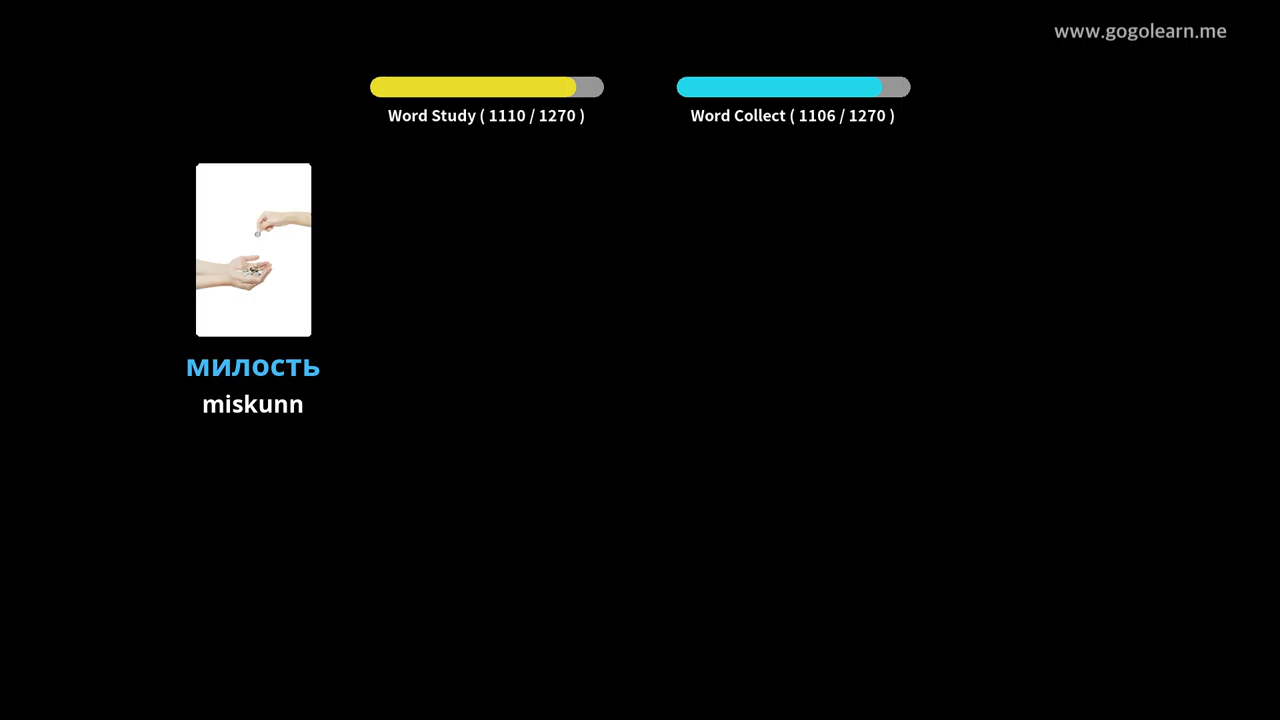 www.gogolearn.me
Word Study ( 1110 / 1270 )
Word Collect ( 1106 / 1270 )
милость
miskunn